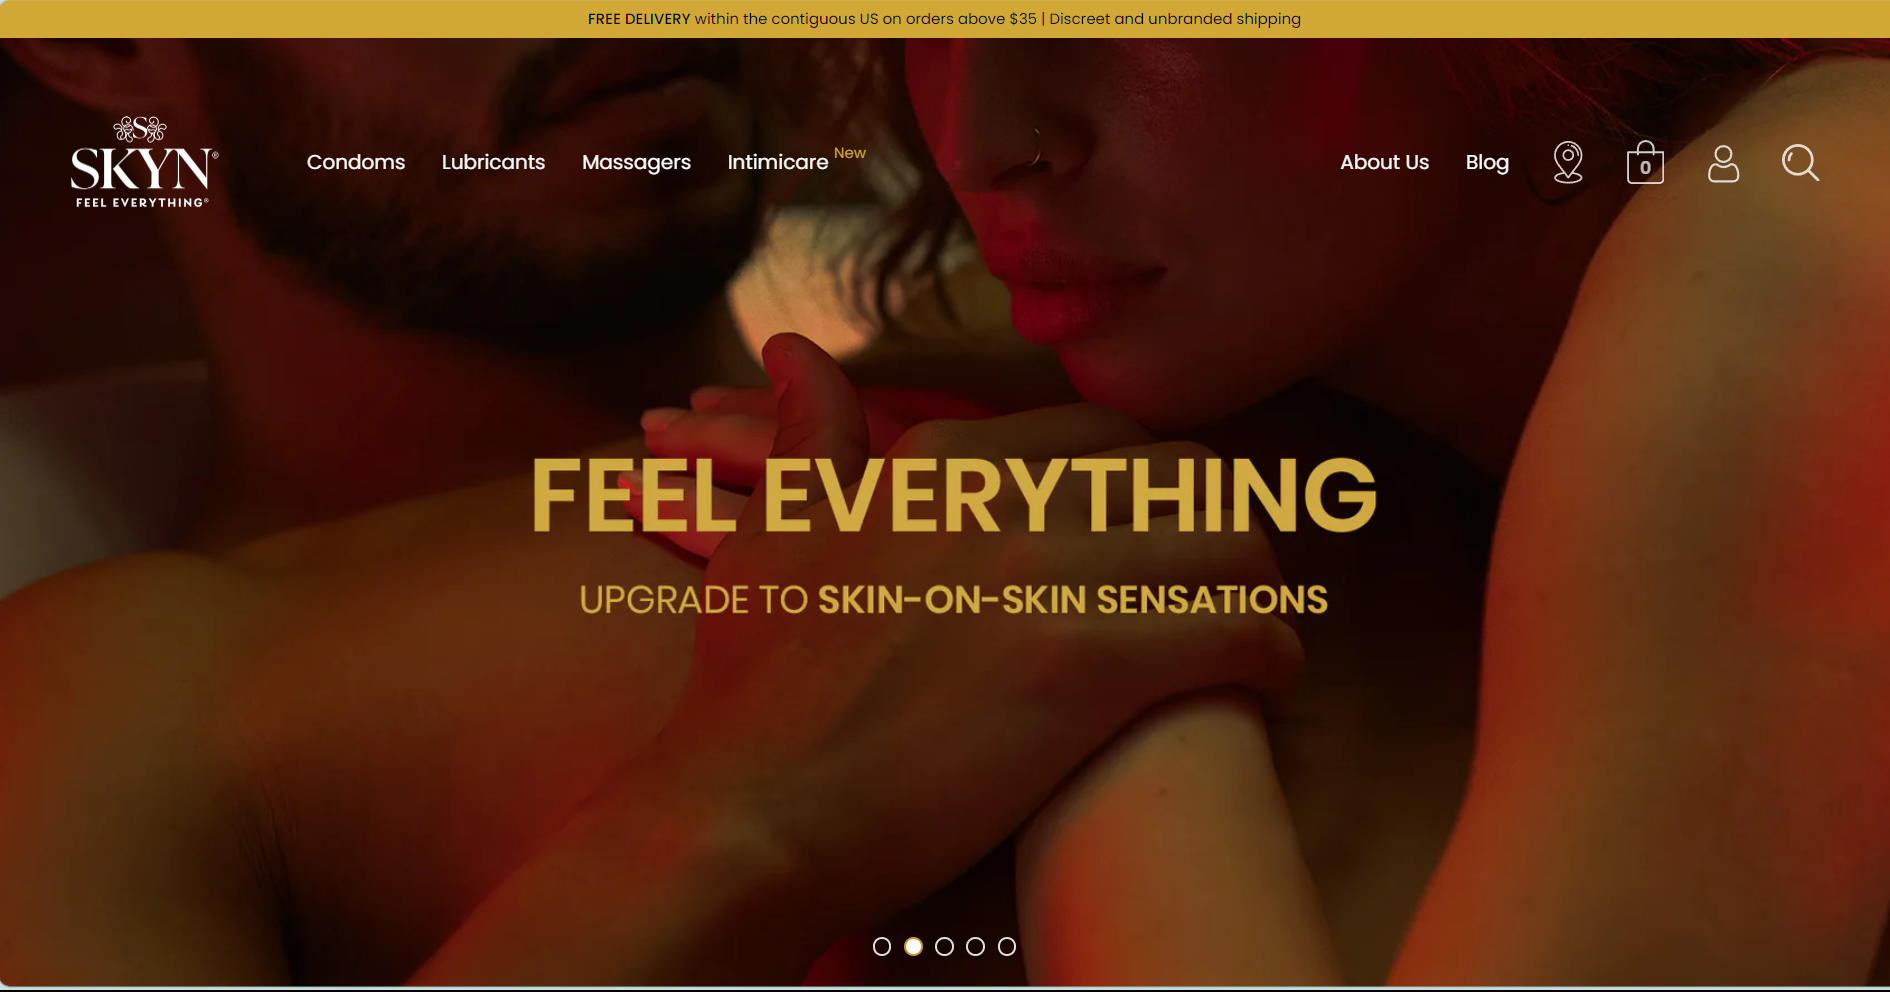 FREE DELIVERY within the contiguous US on orders above $35 | Discreet and unbranded shipping
S
SKYN®
FEEL EVERYTHING®
Condoms
Lubricants
Massagers
Intimicare New
About Us
Blog
0
FEEL EVERYTHING
UPGRADE TO SKIN-ON-SKIN SENSATIONS